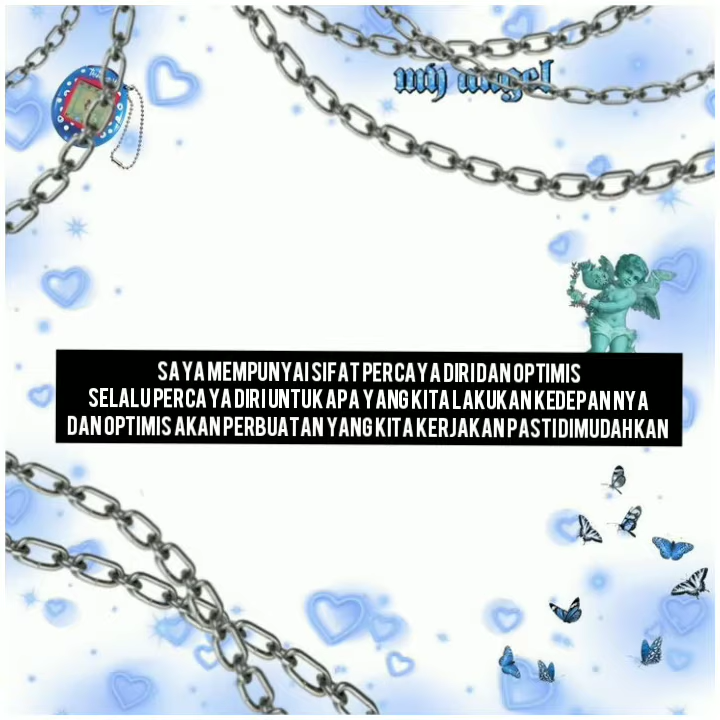 my angel
SAYA MEMPUNYAI SIFAT PERCAYA DIRI DAN OPTIMIS
SELALU PERCAYA DIRI UNTUK APA YANG KITA LAKUKAN KEDEPANNYA
DAN OPTIMIS AKAN PERBUATAN YANG KITA KERJAKAN PASTI DIMUDAHKAN